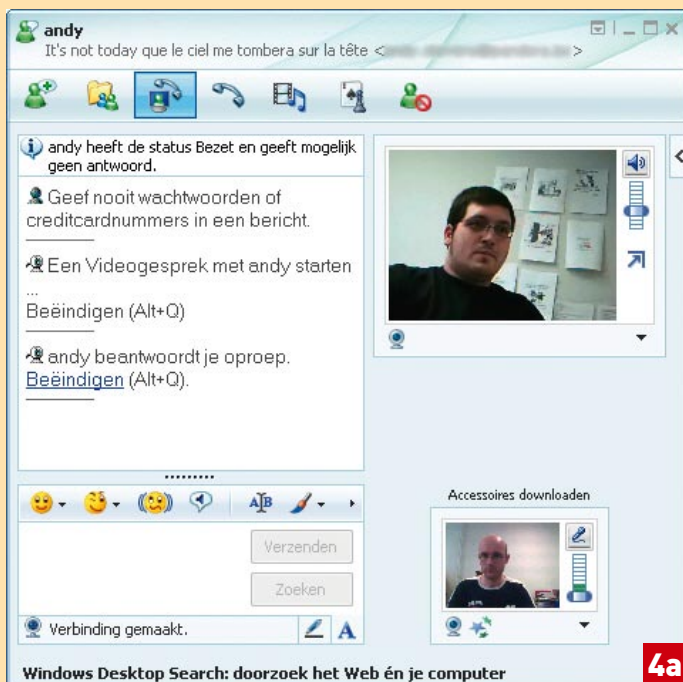 andy
It's not today que le ciel me tombera sur la tête < >
andy heeft de status Bezet en geeft mogelijk
geen antwoord.
Geef nooit wachtwoorden of
creditcardnummers in een bericht.
Een Videogesprek met andy starten
...
Beëindigen (Alt+Q)
andy beantwoordt je oproep.
Beëindigen (Alt+Q).
Accessoires downloaden
Verzenden
Zoeken
Verbinding gemaakt.
A
Windows Desktop Search: doorzoek het Web én je computer
4a